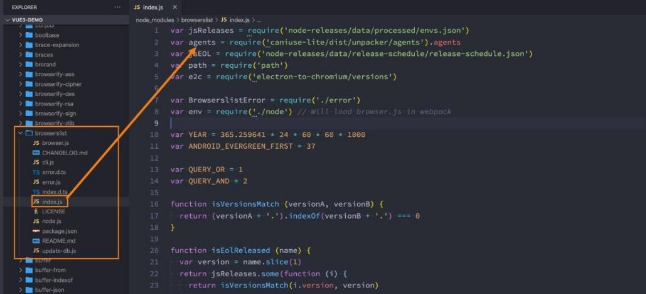 EXPLORER
VUE3-DEMO
boolbase
brace-expansion
braces
brorand
browserify-aes
browserify-cipher
browserify-des
browserify-rsa
browserify-sign
browserify-zlib
browserslist
browser.js
CHANGELOG.md
cli.js
error.d.ts
error.js
index.d.ts
index.js
LICENSE
node.js
package.json
README.md
update-db.js
buffer
buffer-from
buffer-indexof
buffer-json
index.js
node_modules > browserslist > index.js > ...
1 var jsReleases = require('node-releases/data/processed/envs.json')
2 var agents = require('caniuse-lite/dist/unpacker/agents').agents
3 var jsEOL = require('node-releases/data/release-schedule/release-schedule.json')
4 var path = require('path')
5 var e2c = require('electron-to-chromium/versions')
6
7 var BrowserslistError = require('./error')
8 var env = require('./node') // Will load browser.js in webpack
9
10 var YEAR = 365.259641 * 24 * 60 * 60 * 1000
11 var ANDROID_EVERGREEN_FIRST = 37
12
13 var QUERY_OR = 1
14 var QUERY_AND = 2
15
16 function isVersionsMatch (versionA, versionB) {
17 return (versionA + '.').indexOf(versionB + '.') === 0
18 }
19
20 function isEolReleased (name) {
21 var version = name.slice(1)
22 return jsReleases.some(function (i) {
23 return isVersionsMatch(i.version, version)